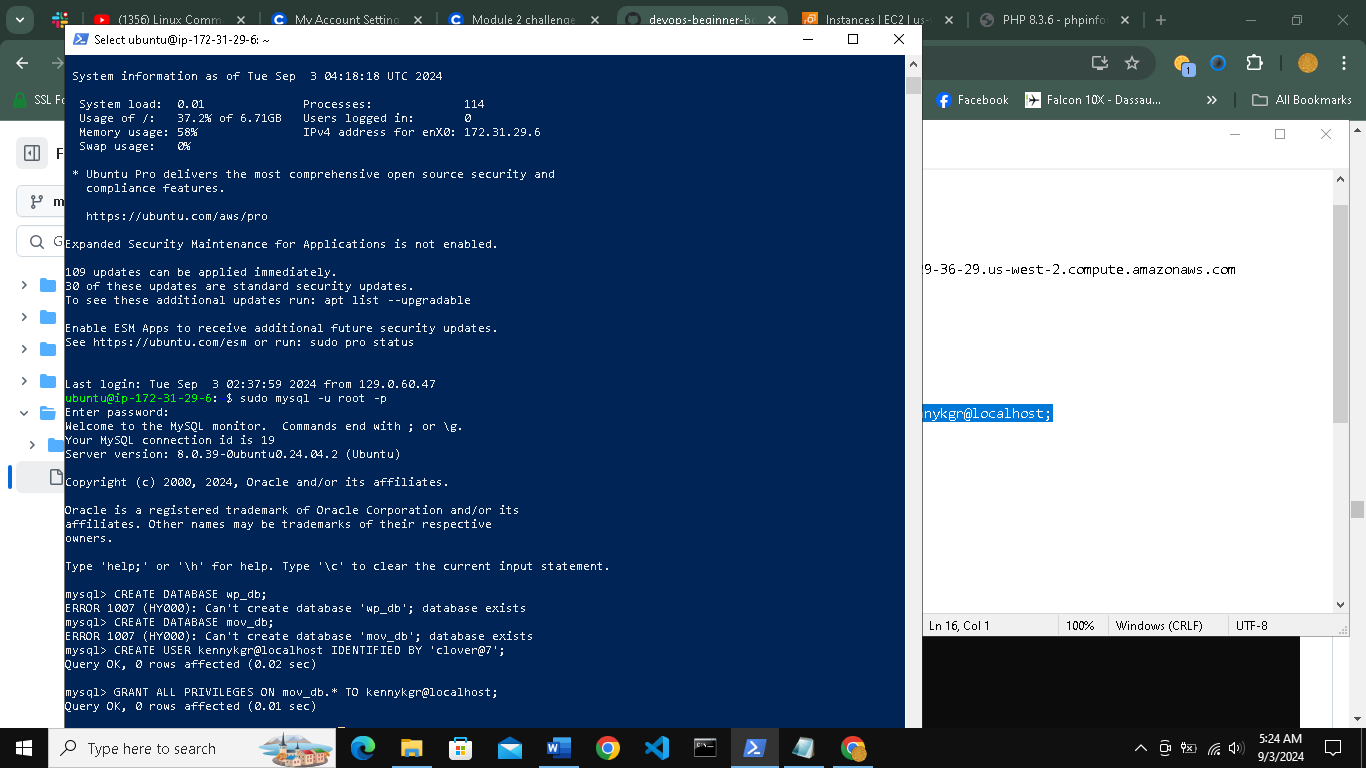 (1356) Linux Comm
My Account Setting
Module 2 challenge
devops-beginner-bo
Instances | EC2 | us-
PHP 8.3.6 - phpinfo
Select ubuntu@ip-172-31-29-6: ~
1
SSL Fo
Facebook
Falcon 10X - Dassau...
All Bookmarks
System information as of Tue Sep  3 04:18:18 UTC 2024
System load:  0.01 Processes: 114
Usage of /:   37.2% of 6.71GB Users logged in: 0
Memory usage: 58% IPv4 address for enX0: 172.31.29.6
Swap usage:   0%
* Ubuntu Pro delivers the most comprehensive open source security and
compliance features.
https://ubuntu.com/aws/pro
Expanded Security Maintenance for Applications is not enabled.
109 updates can be applied immediately.
30 of these updates are standard security updates.
To see these additional updates run: apt list --upgradable
Enable ESM Apps to receive additional future security updates.
See https://ubuntu.com/esm or run: sudo pro status
Last login: Tue Sep  3 02:37:59 2024 from 129.0.60.47
ubuntu@ip-172-31-29-6: $ sudo mysql -u root -p
Enter password:
Welcome to the MySQL monitor.  Commands end with ; or \g.
Your MySQL connection id is 19
Server version: 8.0.39-0ubuntu0.24.04.2 (Ubuntu)
Copyright (c) 2000, 2024, Oracle and/or its affiliates.
Oracle is a registered trademark of Oracle Corporation and/or its
affiliates. Other names may be trademarks of their respective
owners.
Type 'help;' or '\h' for help. Type '\c' to clear the current input statement.
mysql> CREATE DATABASE wp_db;
ERROR 1007 (HY000): Can't create database 'wp_db'; database exists
mysql> CREATE DATABASE mov_db;
ERROR 1007 (HY000): Can't create database 'mov_db'; database exists
mysql> CREATE USER kennykgr@localhost IDENTIFIED BY 'clover@7';
Query OK, 0 rows affected (0.02 sec)
mysql> GRANT ALL PRIVILEGES ON mov_db.* TO kennykgr@localhost;
Query OK, 0 rows affected (0.01 sec)
F
m
G
9-36-29.us-west-2.compute.amazonaws.com
nykgr@localhost;
Ln 16, Col 1
100%
Windows (CRLF)
UTF-8
Type here to search
5:24 AM
9/3/2024